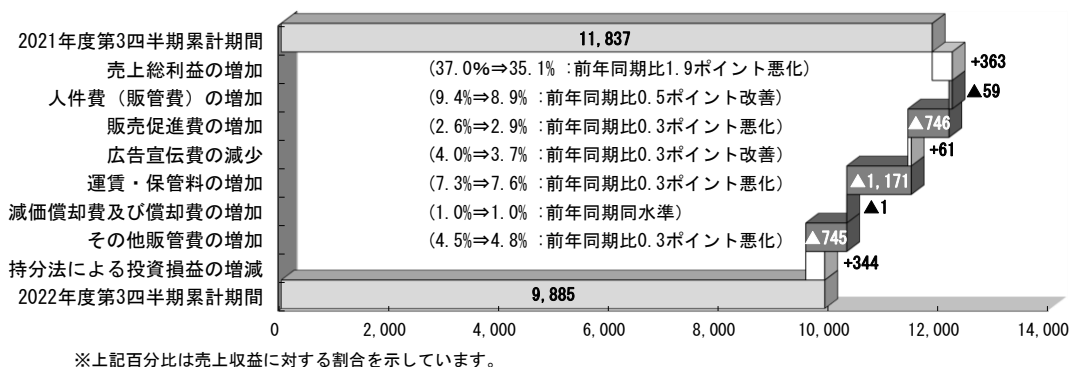 2021年度第3四半期累計期間 11,837
売上総利益の増加 (37.0%⇒35.1% :前年同期比1.9ポイント悪化) +363
人件費（販管費）の増加 (9.4%⇒8.9% :前年同期比0.5ポイント改善) ▲59
販売促進費の増加 (2.6%⇒2.9% :前年同期比0.3ポイント悪化) ▲746
広告宣伝費の減少 (4.0%⇒3.7% :前年同期比0.3ポイント改善) +61
運賃・保管料の増加 (7.3%⇒7.6% :前年同期比0.3ポイント悪化) ▲1,171
減価償却費及び償却費の増加 (1.0%⇒1.0% :前年同期同水準) ▲1
その他販管費の増加 (4.5%⇒4.8% :前年同期比0.3ポイント悪化) ▲745
持分法による投資損益の増減 +344
2022年度第3四半期累計期間 9,885
0 2,000 4,000 6,000 8,000 10,000 12,000 14,000
※上記百分比は売上収益に対する割合を示しています。